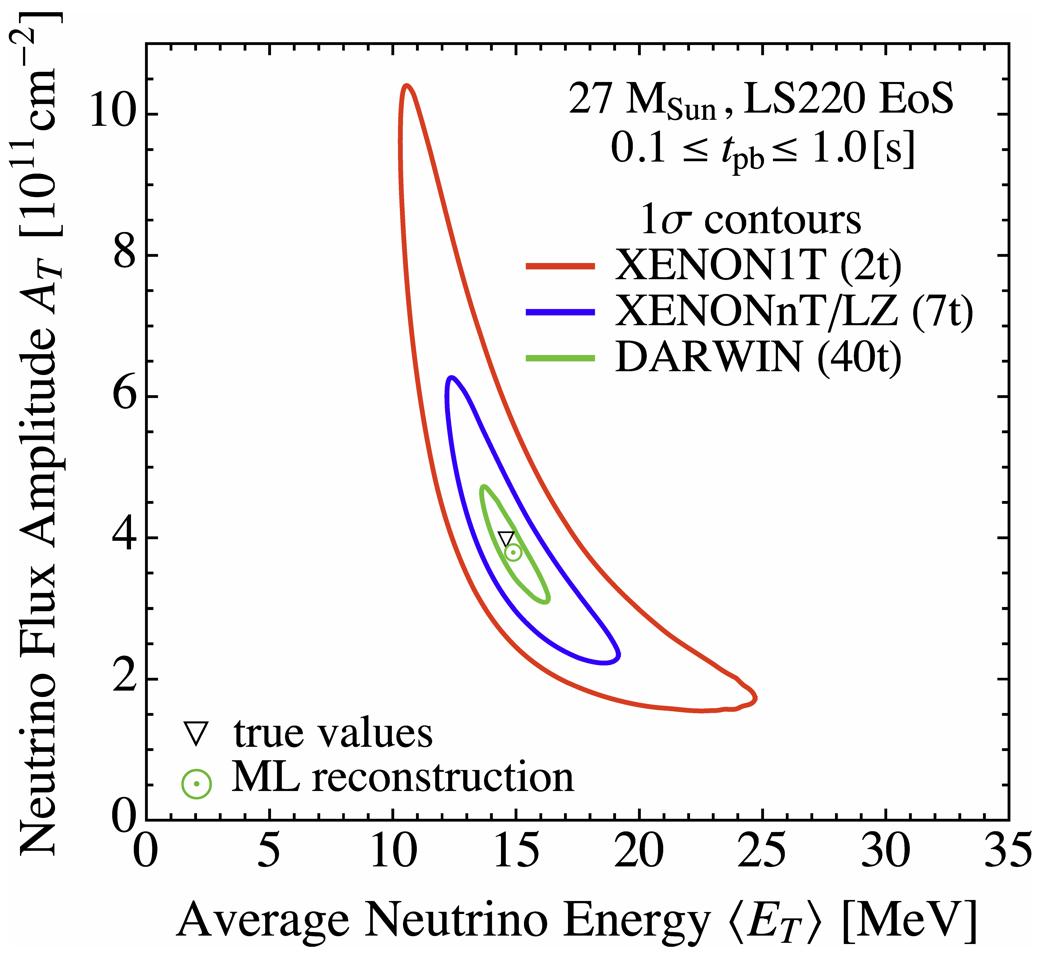 Neutrino Flux Amplitude A_T [10^11 cm^−2]
27 M_Sun, LS220 EoS
0.1 ≤ t_pb ≤ 1.0 [s]
1σ contours
XENON1T (2t)
XENONnT/LZ (7t)
DARWIN (40t)
10
8
6
4
2
0
▽ true values
ML reconstruction
0 5 10 15 20 25 30 35
Average Neutrino Energy ⟨E_T⟩ [MeV]